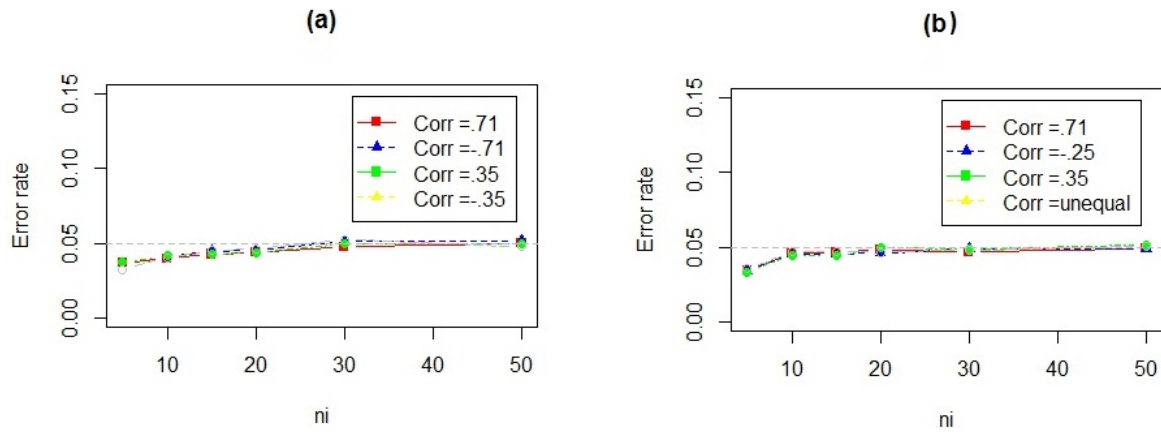 (a)
Error rate
0.15
0.10
0.05
0.00
Corr =.71
Corr =-.71
Corr =.35
Corr =-.35
10 20 30 40 50
ni
(b)
Error rate
0.15
0.10
0.05
0.00
Corr =.71
Corr =-.25
Corr =.35
Corr =unequal
10 20 30 40 50
ni